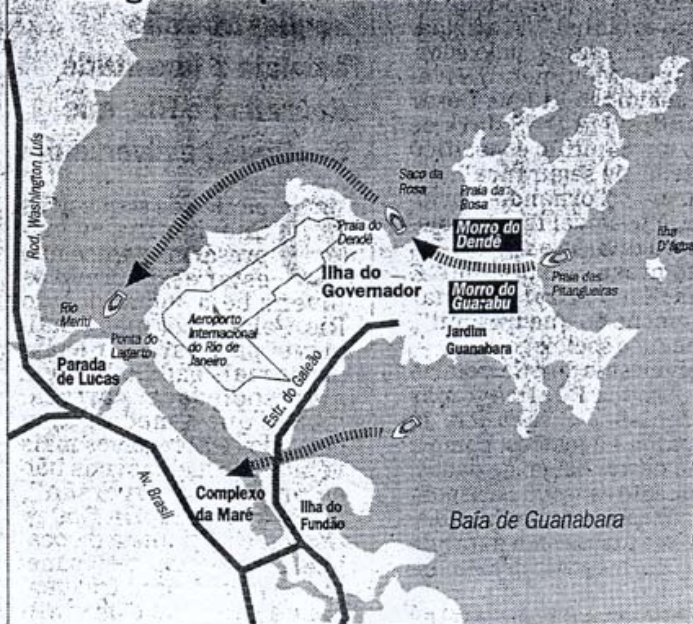 Rod. Washington Luís
Saco da
Rosa
Praia da
Rosa
Praia do
Dendê
Morro do
Dendê
Ilha
D'água
Ilha do
Governador
Praia das
Pitangueiras
Morro do
Guarabu
Rio
Meriti
Aeroporto
Internacional
do Rio de
Janeiro
Ponta do
Lagarto
Jardim
Guanabara
Parada
de Lucas
Estr. do Galeão
Av. Brasil
Complexo
da Maré
Ilha do
Fundão
Baía de Guanabara